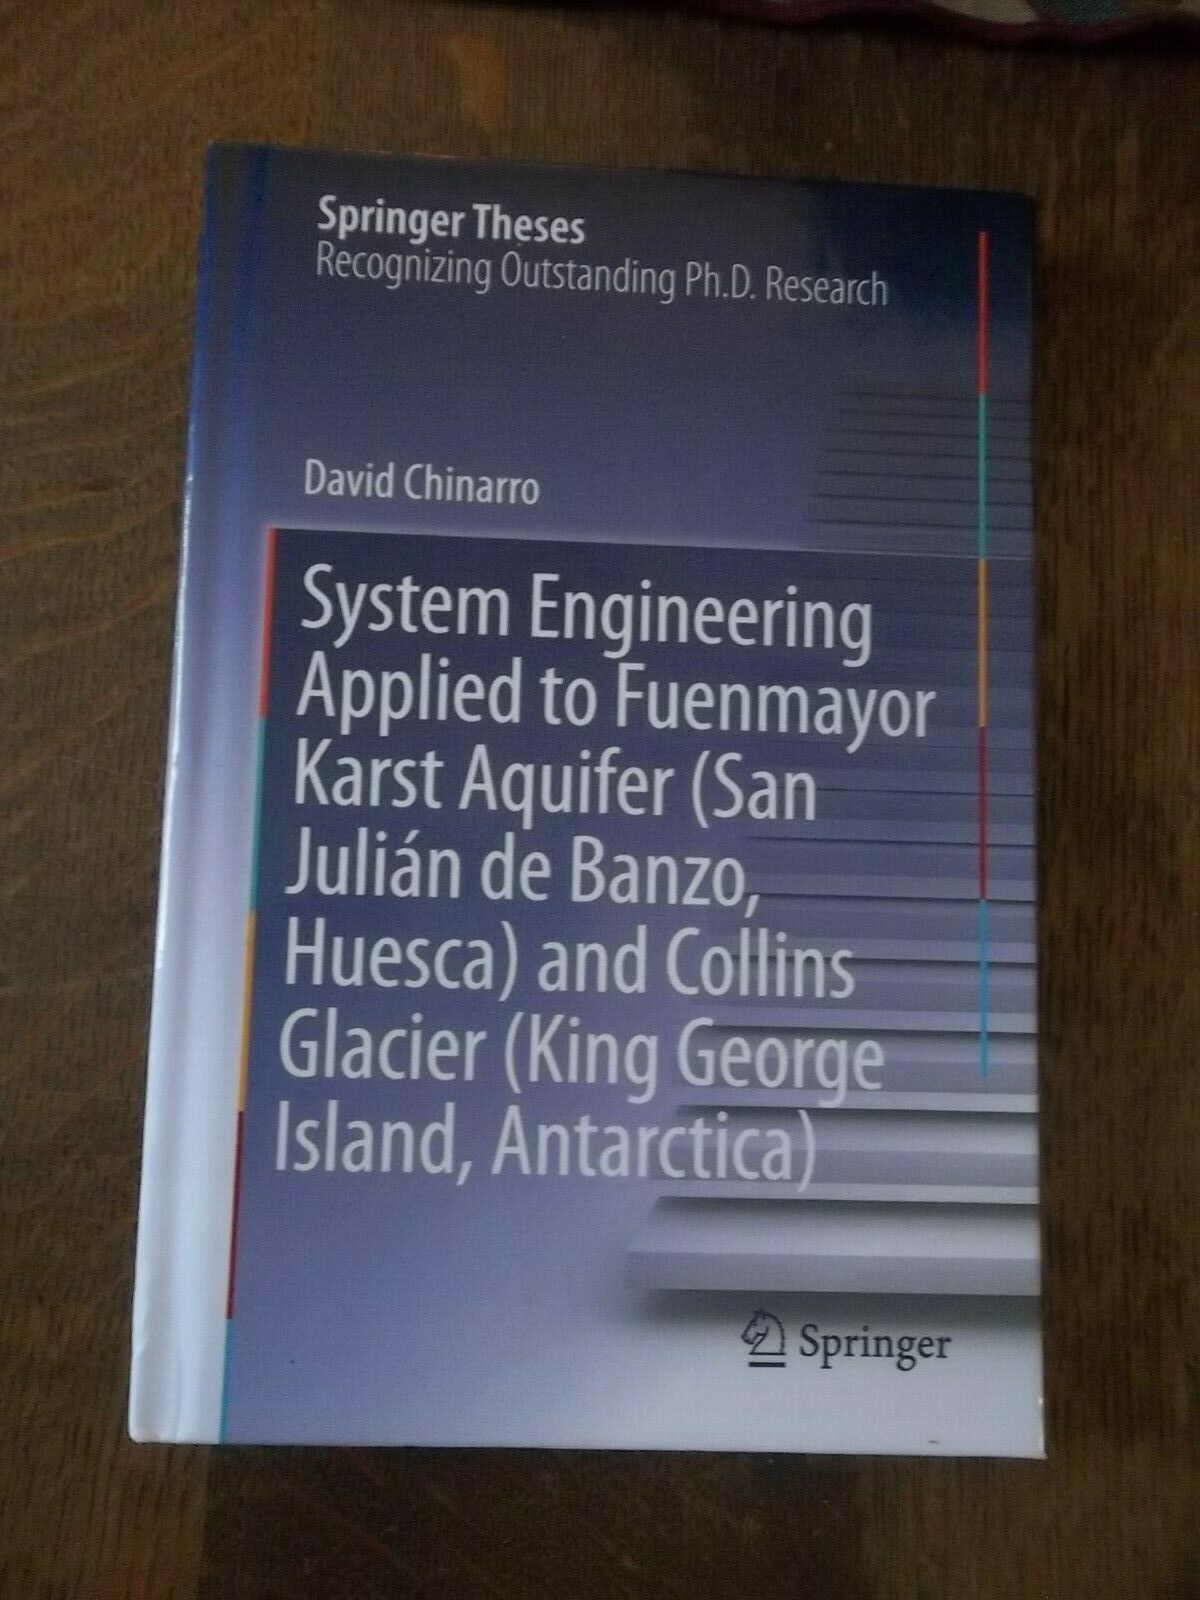 Springer Theses
Recognizing Outstanding Ph.D. Research
David Chinarro
System Engineering
Applied to Fuenmayor
Karst Aquifer (San
Julián de Banzo,
Huesca) and Collins
Glacier (King George
Island, Antarctica)
Springer